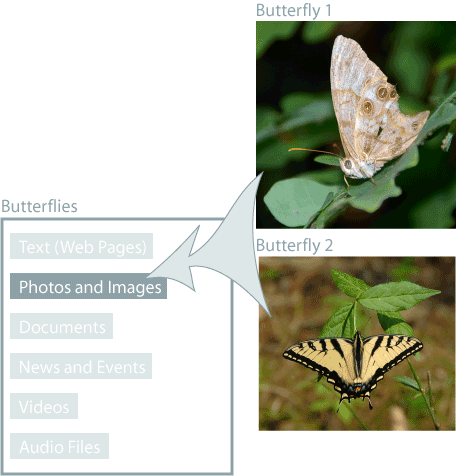 Butterfly 1
Butterfly 2
Butterflies
Text (Web Pages)
Photos and Images
Documents
News and Events
Videos
Audio Files